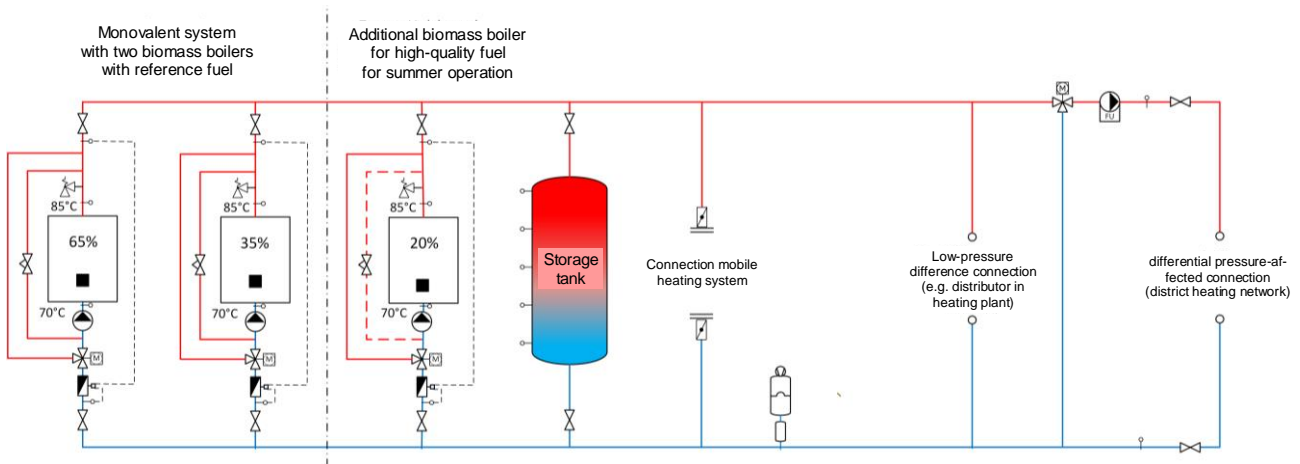 Monovalent system
with two biomass boilers
with reference fuel
Additional biomass boiler
for high-quality fuel
for summer operation
M
FU
85°C
65%
70°C
M
85°C
35%
70°C
M
85°C
20%
70°C
M
Storage
tank
Connection mobile
heating system
Low-pressure
difference connection
(e.g. distributor in
heating plant)
differential pressure-af-
fected connection
(district heating network)